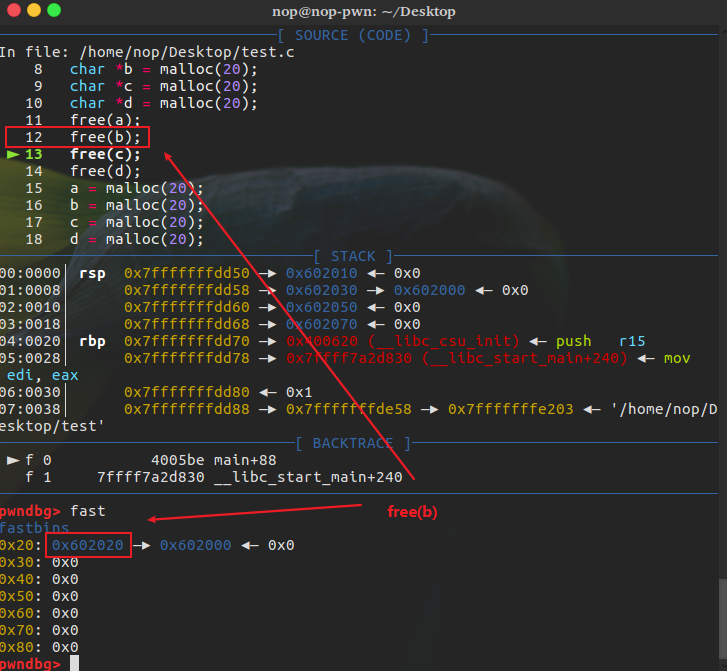 nop@nop-pwn: ~/Desktop
[ SOURCE (CODE) ]
In file: /home/nop/Desktop/test.c
8 char *b = malloc(20);
9 char *c = malloc(20);
10 char *d = malloc(20);
11 free(a);
12 free(b);
► 13 free(c);
14 free(d);
15 a = malloc(20);
16 b = malloc(20);
17 c = malloc(20);
18 d = malloc(20);
[ STACK ]
00:0000│ rsp 0x7fffffffdd50 —► 0x602010 ◄— 0x0
01:0008│ 0x7fffffffdd58 —► 0x602030 —► 0x602000 ◄— 0x0
02:0010│ 0x7fffffffdd60 —► 0x602050 ◄— 0x0
03:0018│ 0x7fffffffdd68 —► 0x602070 ◄— 0x0
04:0020│ rbp 0x7fffffffdd70 —► 0x400620 (__libc_csu_init) ◄— push r15
05:0028│ 0x7fffffffdd78 —► 0x7ffff7a2d830 (__libc_start_main+240) ◄— mov
edi, eax
06:0030│ 0x7fffffffdd80 ◄— 0x1
07:0038│ 0x7fffffffdd88 —► 0x7fffffffde58 —► 0x7fffffffe203 ◄— '/home/nop/D
esktop/test'
[ BACKTRACE ]
► f 0 4005be main+88
f 1 7ffff7a2d830 __libc_start_main+240
pwndbg> fast
free(b)
fastbins
0x20: 0x602020 —► 0x602000 ◄— 0x0
0x30: 0x0
0x40: 0x0
0x50: 0x0
0x60: 0x0
0x70: 0x0
0x80: 0x0
pwndbg>